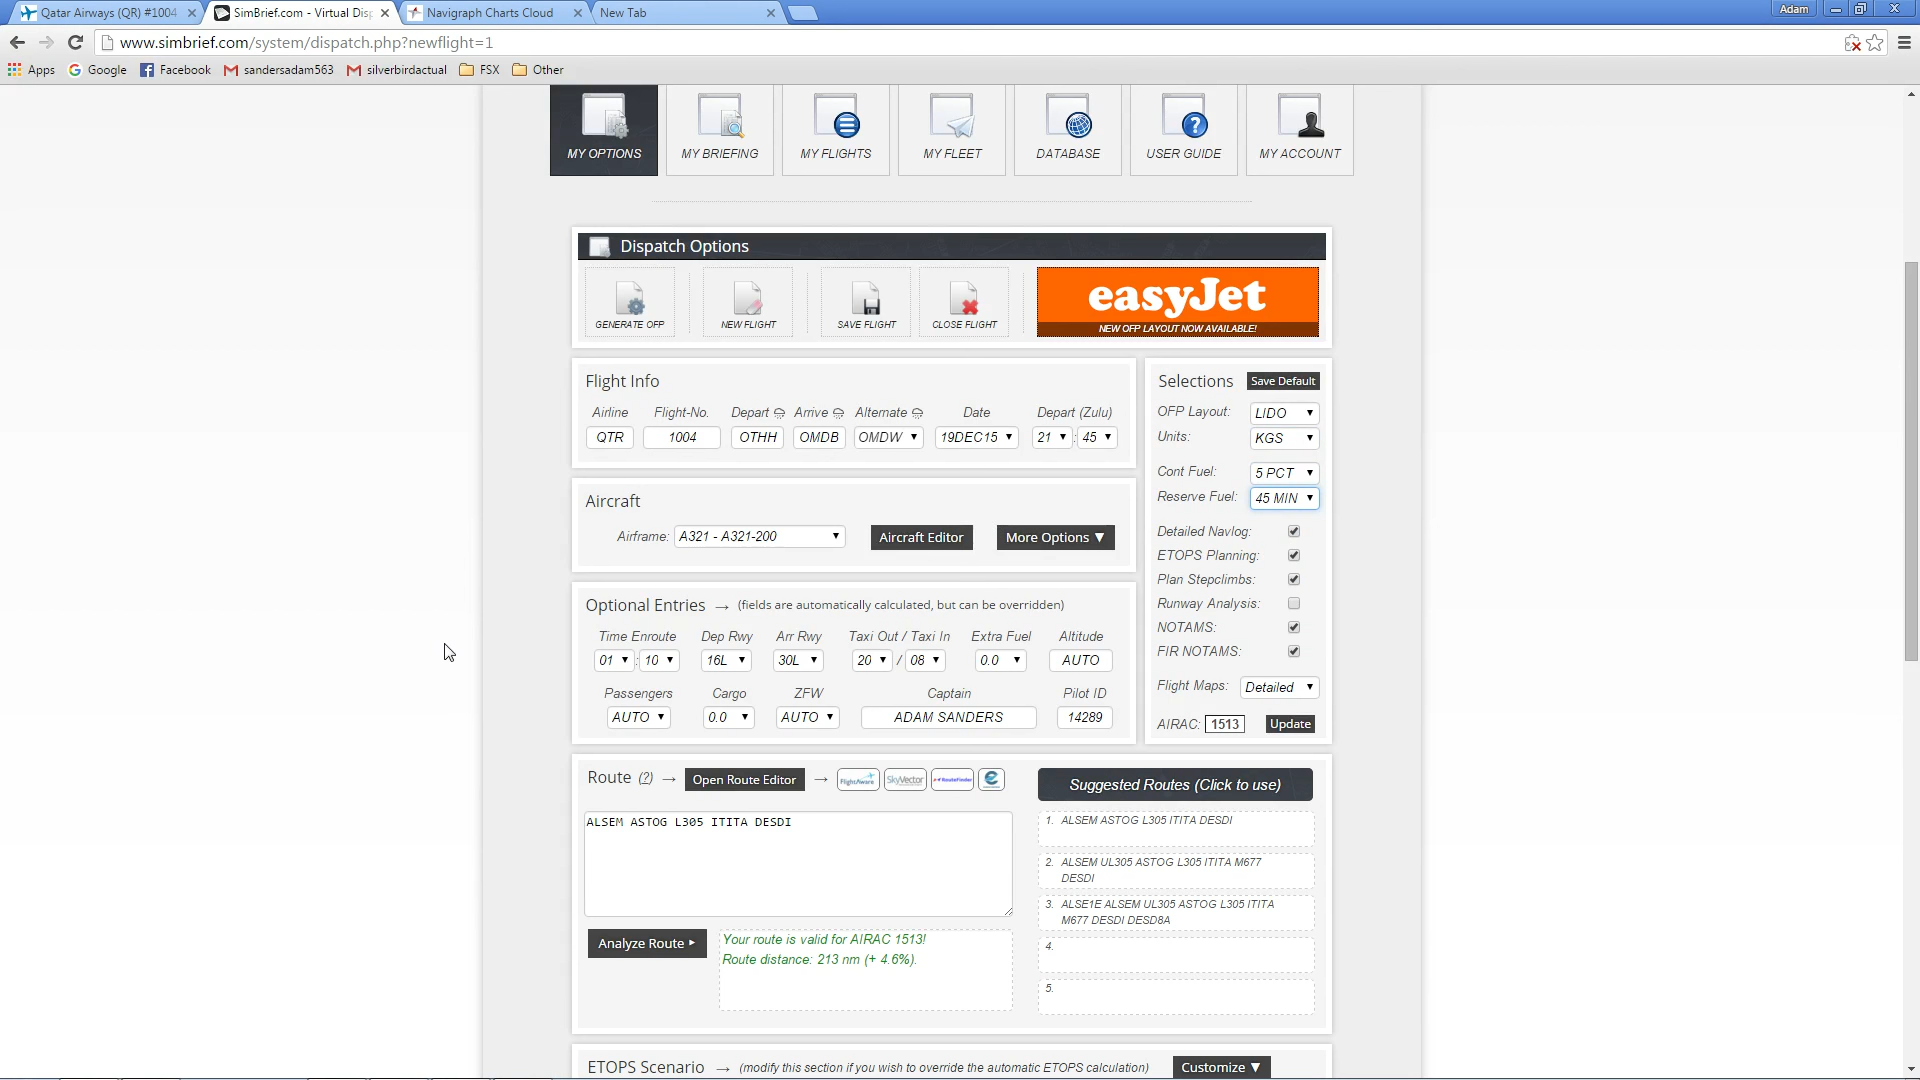 Qatar Airways (QR) #1004
SimBrief.com - Virtual Disp
Navigraph Charts Cloud
New Tab
Adam
www.simbrief.com/system/dispatch.php?newflight=1
Apps
Google
Facebook
sandersadam563
silverbirdactual
FSX
Other
MY OPTIONS
MY BRIEFING
MY FLIGHTS
MY FLEET
DATABASE
USER GUIDE
MY ACCOUNT
Dispatch Options
GENERATE OFP
NEW FLIGHT
SAVE FLIGHT
CLOSE FLIGHT
easyJet
NEW OFP LAYOUT NOW AVAILABLE!
Flight Info
Airline Flight-No. Depart Arrive Alternate Date Depart (Zulu)
QTR 1004 OTHH OMDB OMDW 19DEC15 21 : 45
Selections Save Default
OFP Layout: LIDO
Units: KGS
Cont Fuel: 5 PCT
Reserve Fuel: 45 MIN
Detailed Navlog:
ETOPS Planning:
Plan Stepclimbs:
Runway Analysis:
NOTAMS:
FIR NOTAMS:
Flight Maps: Detailed
AIRAC: 1513 Update
Aircraft
Airframe: A321 - A321-200 Aircraft Editor More Options ▼
Optional Entries → (fields are automatically calculated, but can be overridden)
Time Enroute Dep Rwy Arr Rwy Taxi Out / Taxi In Extra Fuel Altitude
01 : 10 16L 30L 20 / 08 0.0 AUTO
Passengers Cargo ZFW Captain Pilot ID
AUTO 0.0 AUTO ADAM SANDERS 14289
Route (?) → Open Route Editor → FlightAware SkyVector RouteFinder
ALSEM ASTOG L305 ITITA DESDI
Analyze Route ▸
Your route is valid for AIRAC 1513!
Route distance: 213 nm (+ 4.6%).
Suggested Routes (Click to use)
1. ALSEM ASTOG L305 ITITA DESDI
2. ALSEM UL305 ASTOG L305 ITITA M677
DESDI
3. ALSE1E ALSEM UL305 ASTOG L305 ITITA
M677 DESDI DESD8A
4.
5.
ETOPS Scenario → (modify this section if you wish to override the automatic ETOPS calculation) Customize ▼